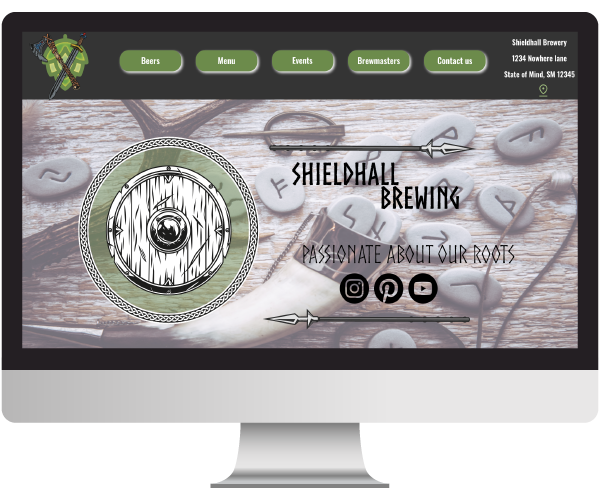 Beers
Menu
Events
Brewmasters
Contact us
Shieldhall Brewery
1234 Nowhere lane
State of Mind, SM 12345
SHIELDHALL
BREWING
PASSIONATE ABOUT OUR ROOTS